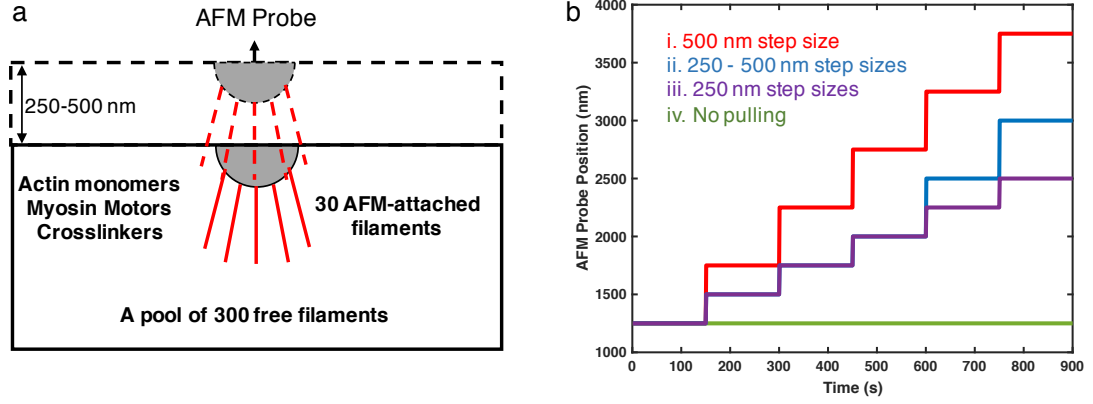 a
AFM Probe
250-500 nm
Actin monomers
Myosin Motors
Crosslinkers
30 AFM-attached
filaments
A pool of 300 free filaments
b
AFM Probe Position (nm)
4000
3500
3000
2500
2000
1500
1000
i. 500 nm step size
ii. 250 - 500 nm step sizes
iii. 250 nm step sizes
iv. No pulling
0 100 200 300 400 500 600 700 800 900
Time (s)